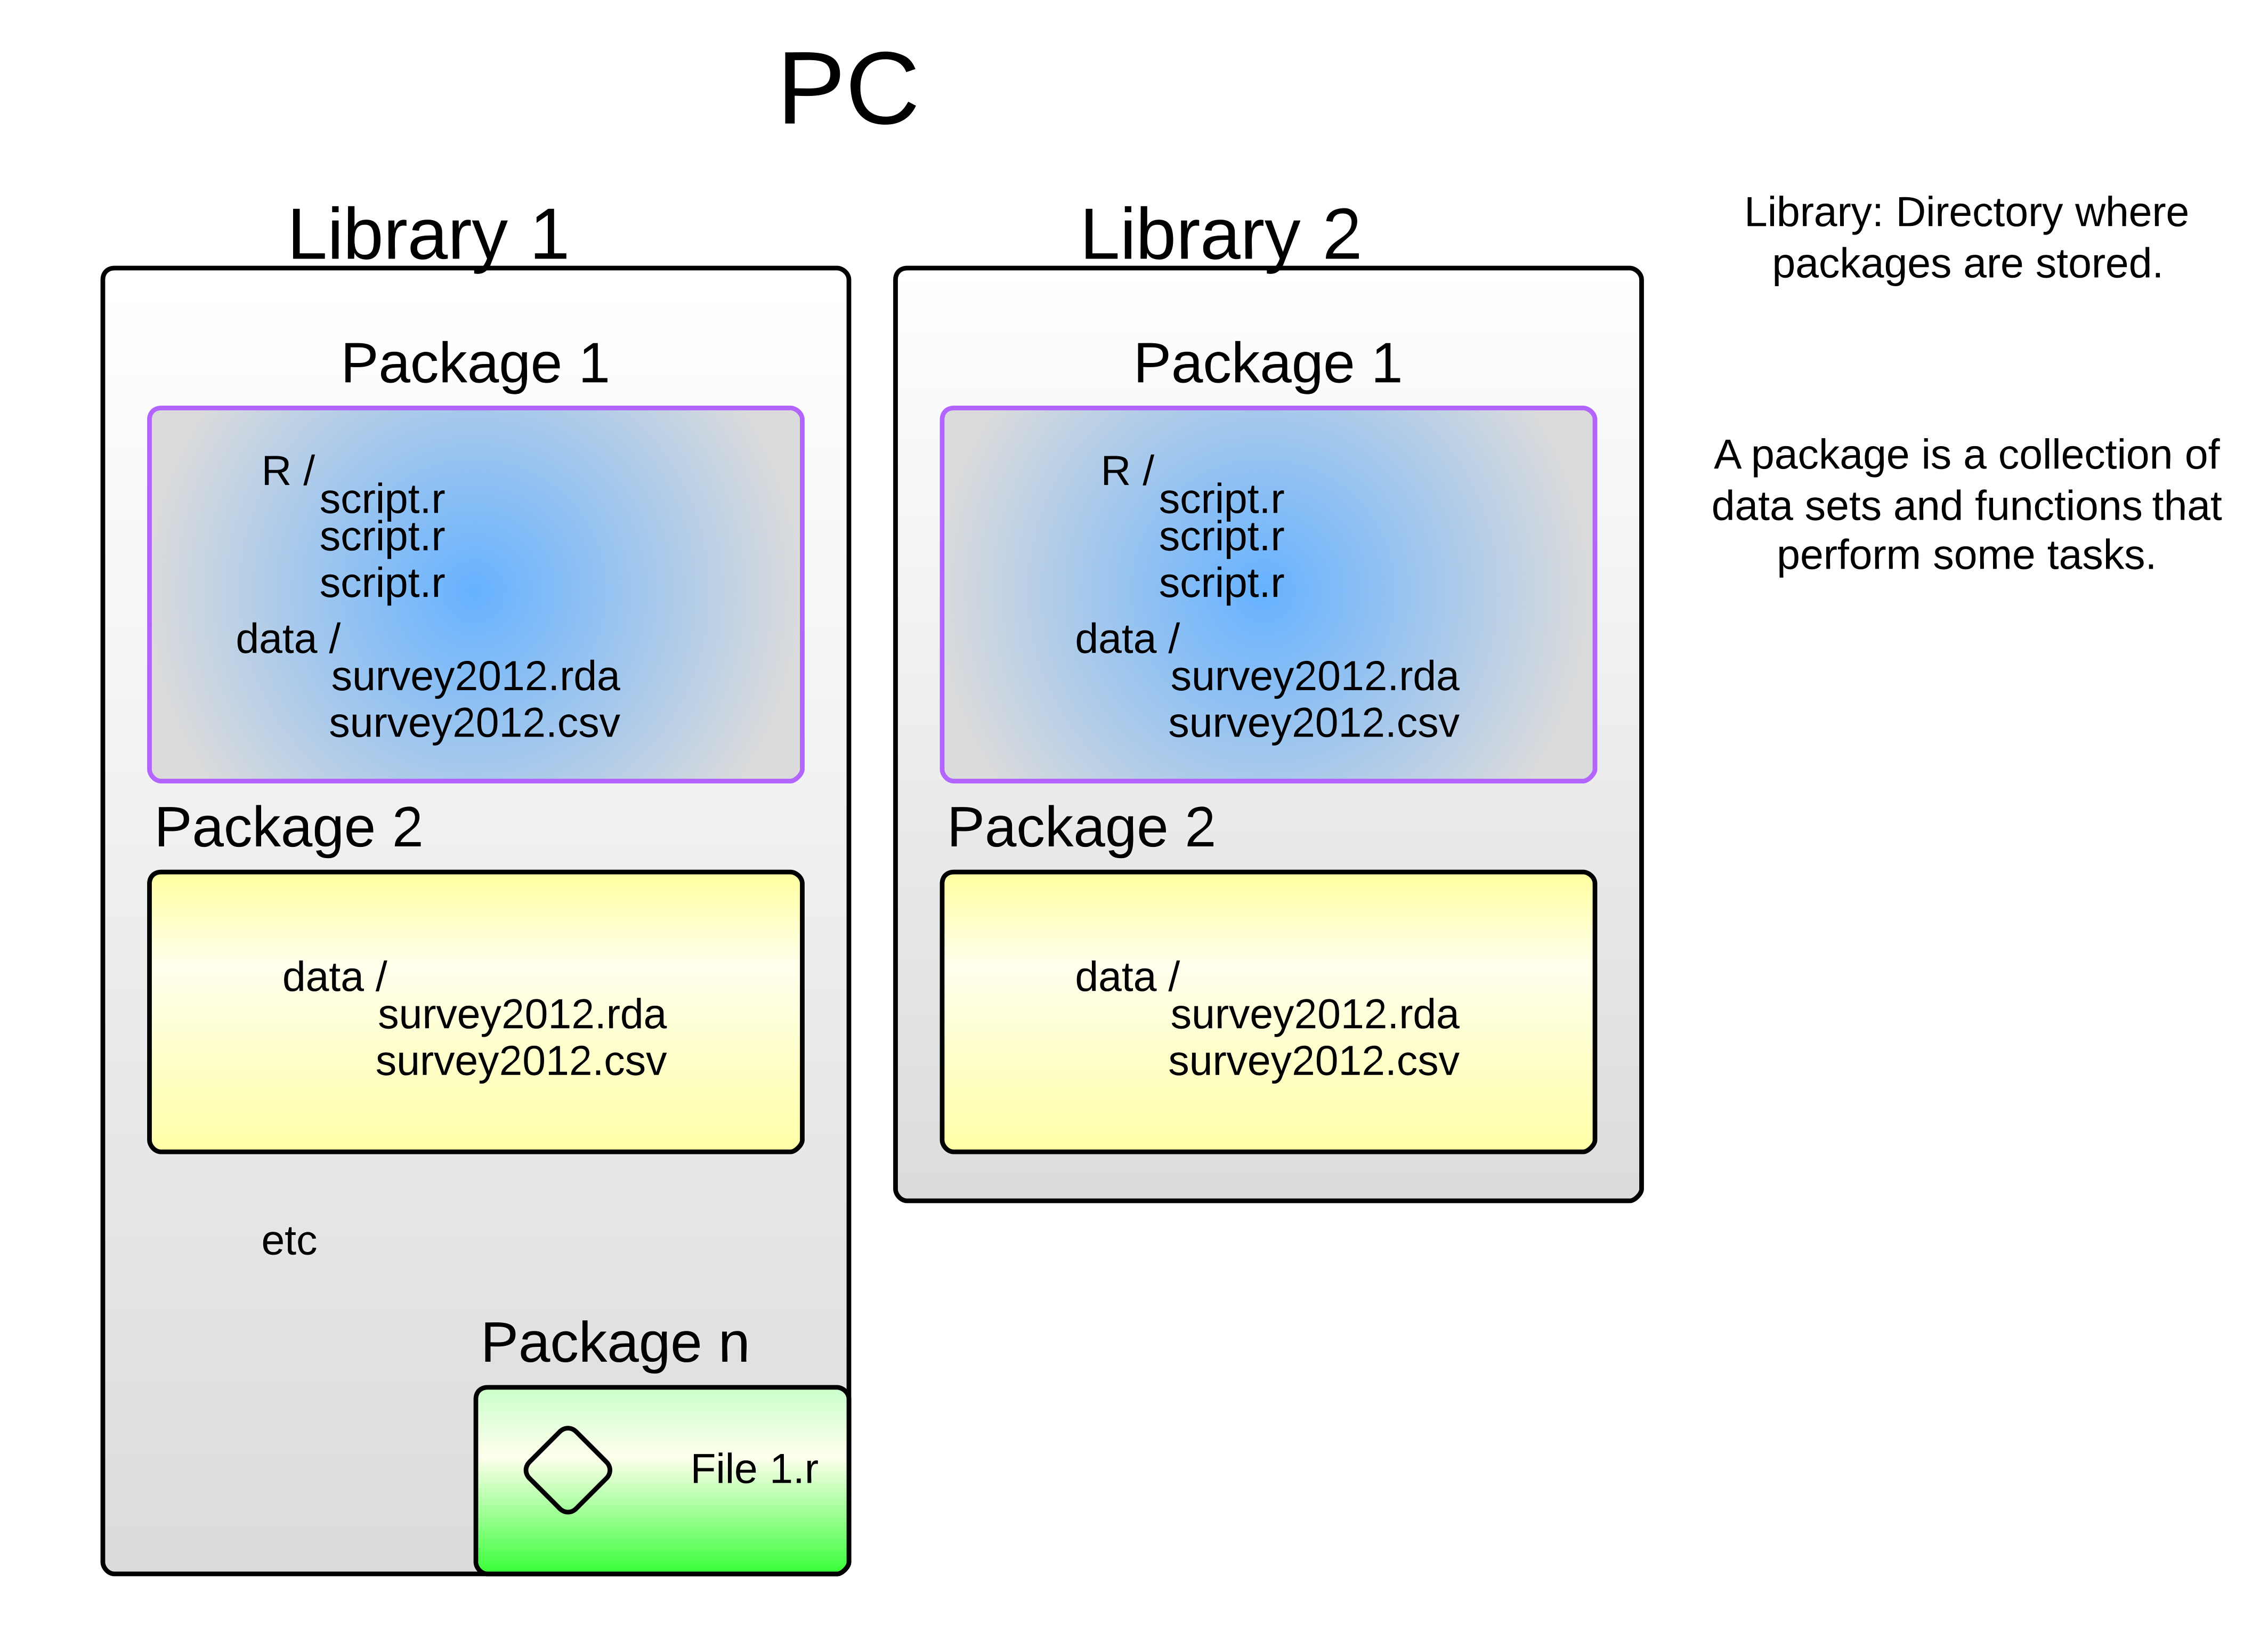 PC
Library 1
Package 1
R /
script.r
script.r
script.r
data /
survey2012.rda
survey2012.csv
Package 2
data /
survey2012.rda
survey2012.csv
etc
Package n
File 1.r
Library 2
Package 1
R /
script.r
script.r
script.r
data /
survey2012.rda
survey2012.csv
Package 2
data /
survey2012.rda
survey2012.csv
Library: Directory where
packages are stored.
A package is a collection of
data sets and functions that
perform some tasks.